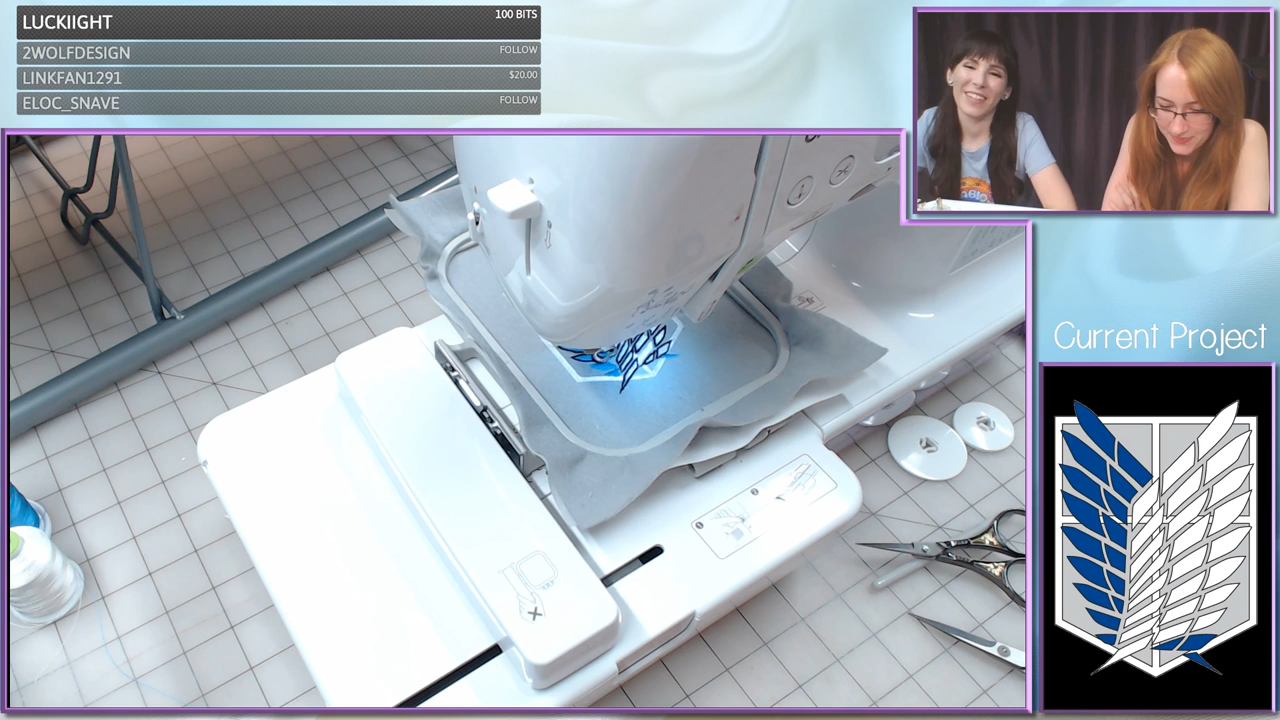 LUCKIIGHT 100 BITS
2WOLFDESIGN FOLLOW
LINKFAN1291 $20.00
ELOC_SNAVE FOLLOW
Current Project